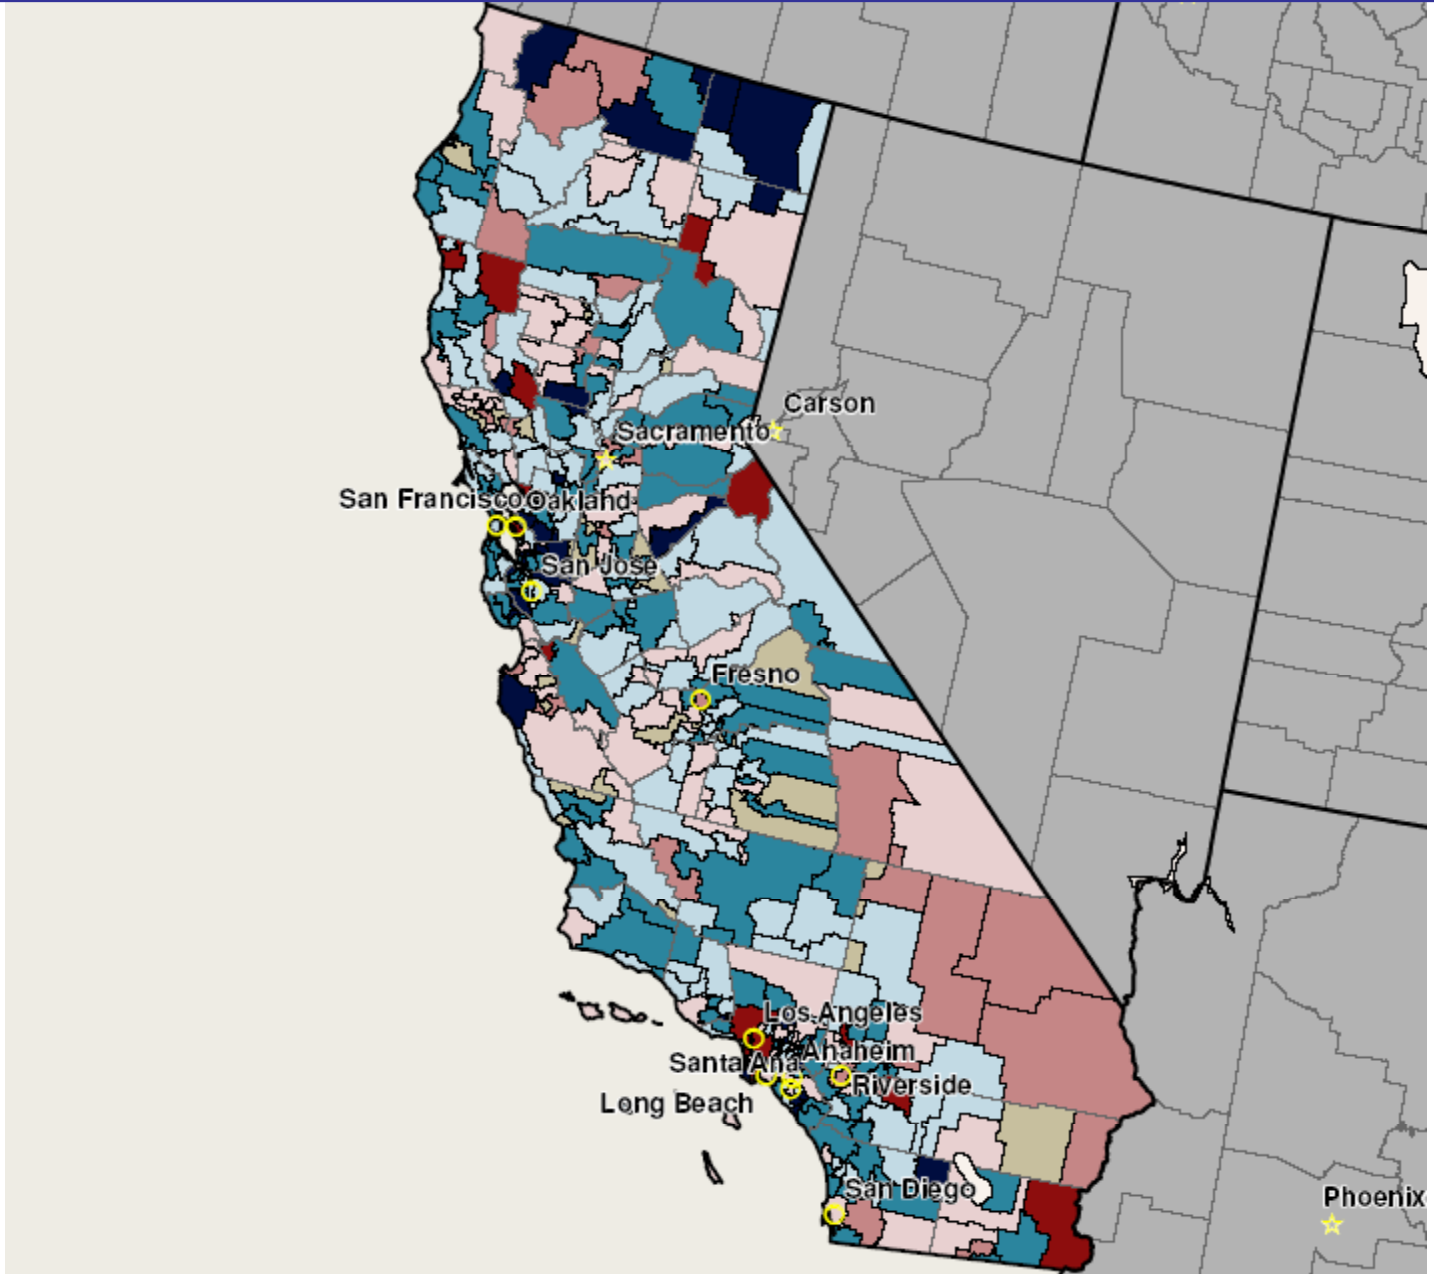 Carson
Sacramento
San Francisco
Oakland
San Jose
Fresno
Los Angeles
Anaheim
Santa Ana
Riverside
Long Beach
San Diego
Phoenix